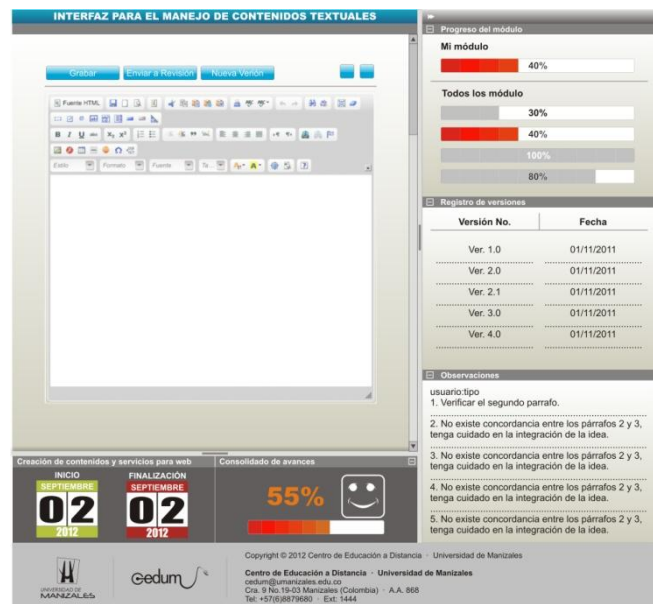 INTERFAZ PARA EL MANEJO DE CONTENIDOS TEXTUALES
Grabar
Enviar a Revisión
Nueva Verión
Fuente HTML
B I U abc X₂ X²
Estilo
Formato
Fuente
Ta...
Progreso del módulo
Mi módulo
40%
Todos los módulo
30%
40%
100%
80%
Registro de versiones
Versión No. Fecha
Ver. 1.0 01/11/2011
Ver. 2.0 01/11/2011
Ver. 2.1 01/11/2011
Ver. 3.0 01/11/2011
Ver. 4.0 01/11/2011
Observaciones
usuario:tipo
1. Verificar el segundo parrafo.
2. No existe concordancia entre los párrafos 2 y 3,
tenga cuidado en la integración de la idea.
3. No existe concordancia entre los párrafos 2 y 3,
tenga cuidado en la integración de la idea.
4. No existe concordancia entre los párrafos 2 y 3,
tenga cuidado en la integración de la idea.
5. No existe concordancia entre los párrafos 2 y 3,
tenga cuidado en la integración de la idea.
Creación de contenidos y servicios para web
INICIO
SEPTIEMBRE
02
2012
FINALIZACIÓN
SEPTIEMBRE
02
2012
Consolidado de avances
55%
UNIVERSIDAD DE
MANIZALES
cedum
Copyright © 2012 Centro de Educación a Distancia · Universidad de Manizales
Centro de Educación a Distancia · Universidad de Manizales
cedum@umanizales.edu.co
Cra. 9 No.19-03 Manizales (Colombia) · A.A. 868
Tel: +57(6)8879680 · Ext: 1444